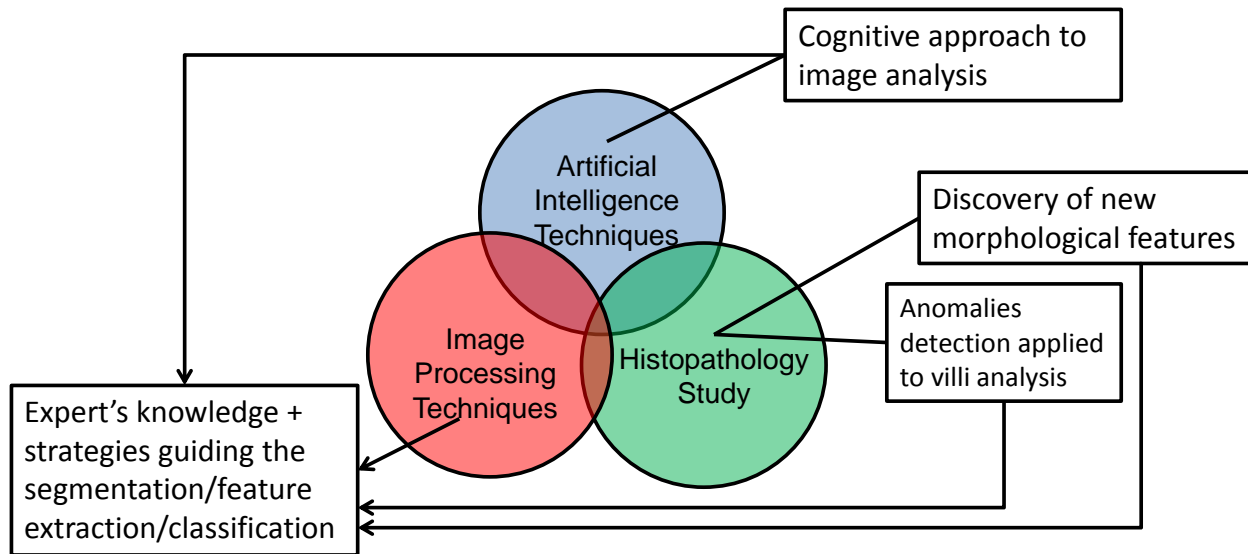 Cognitive approach to
image analysis
Artificial
Intelligence
Techniques
Discovery of new
morphological features
Anomalies
detection applied
to villi analysis
Image
Processing
Techniques
Histopathology
Study
Expert’s knowledge +
strategies guiding the
segmentation/feature
extraction/classification